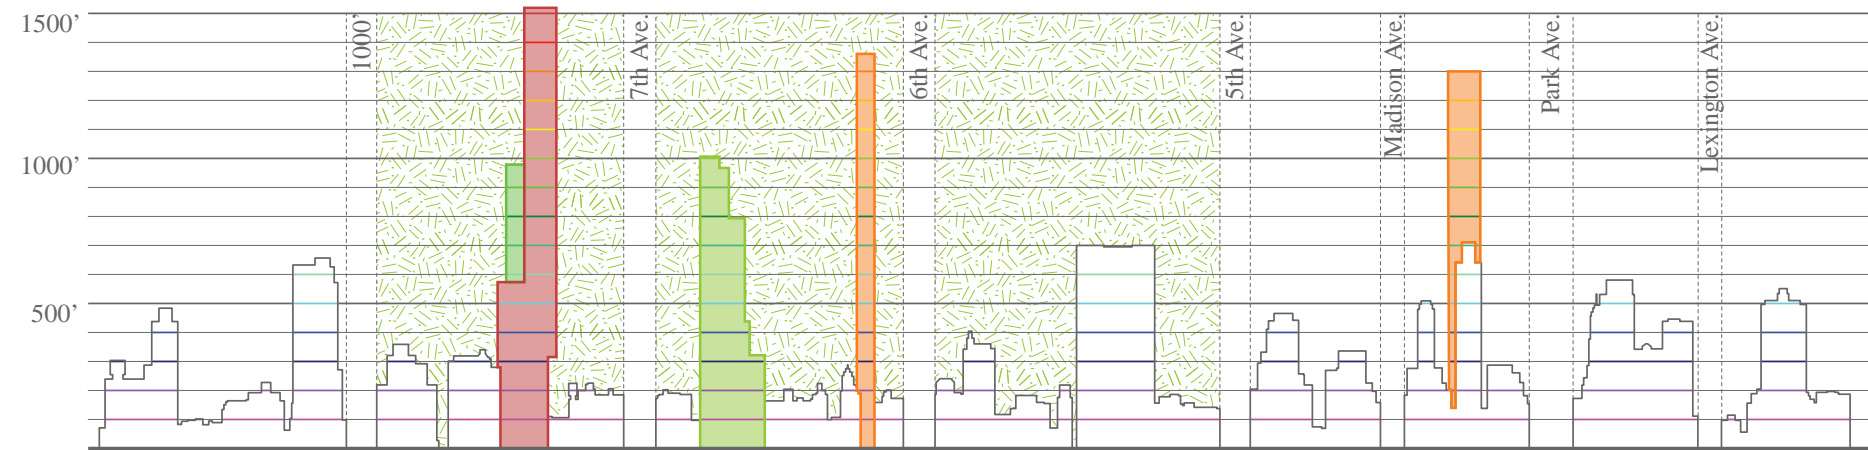 1500’
1000’
500’
1000’
7th Ave.
6th Ave.
5th Ave.
Madison Ave.
Park Ave.
Lexington Ave.